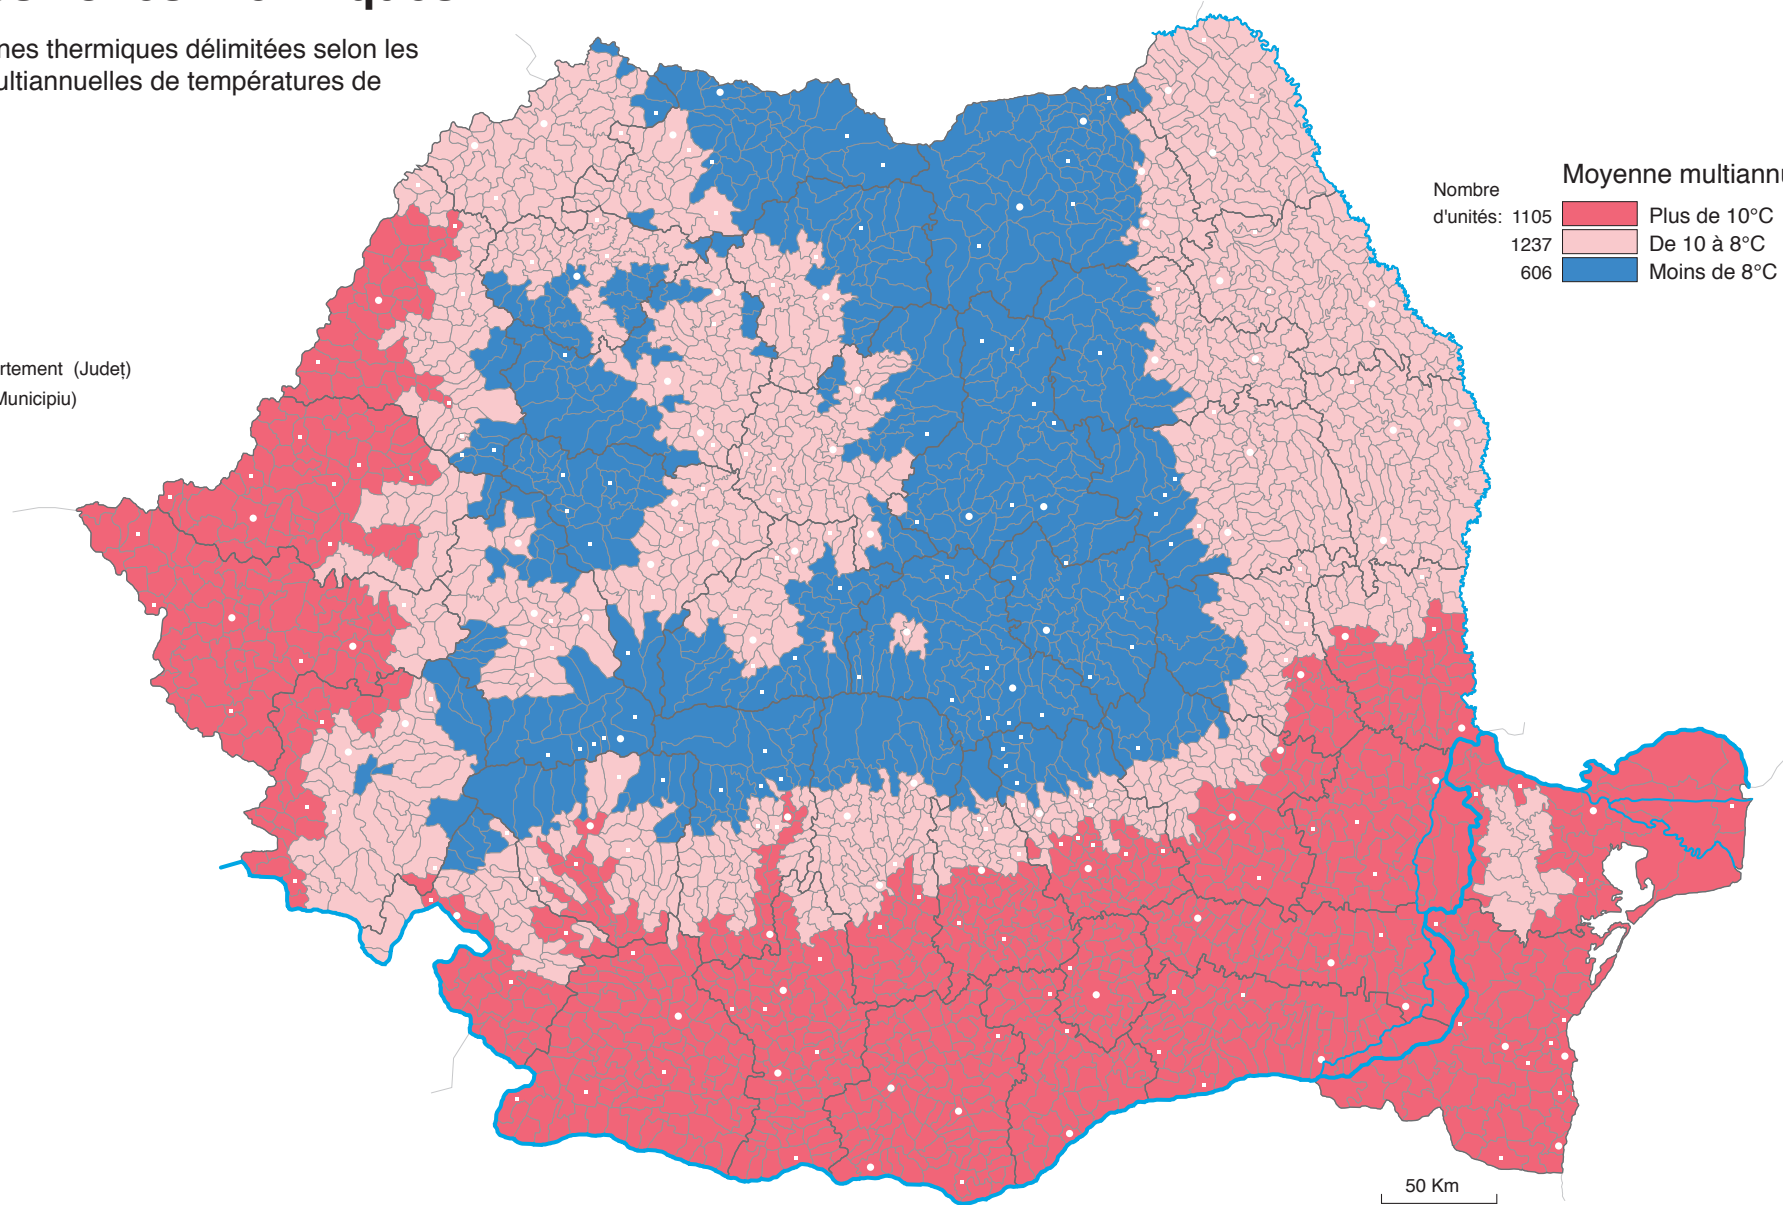 nes thermiques délimitées selon les
ultiannuelles de températures de
rtement (Județ)
Municipiu)
Moyenne multiannu
Nombre
d'unités: 1105 Plus de 10°C
1237 De 10 à 8°C
606 Moins de 8°C
50 Km